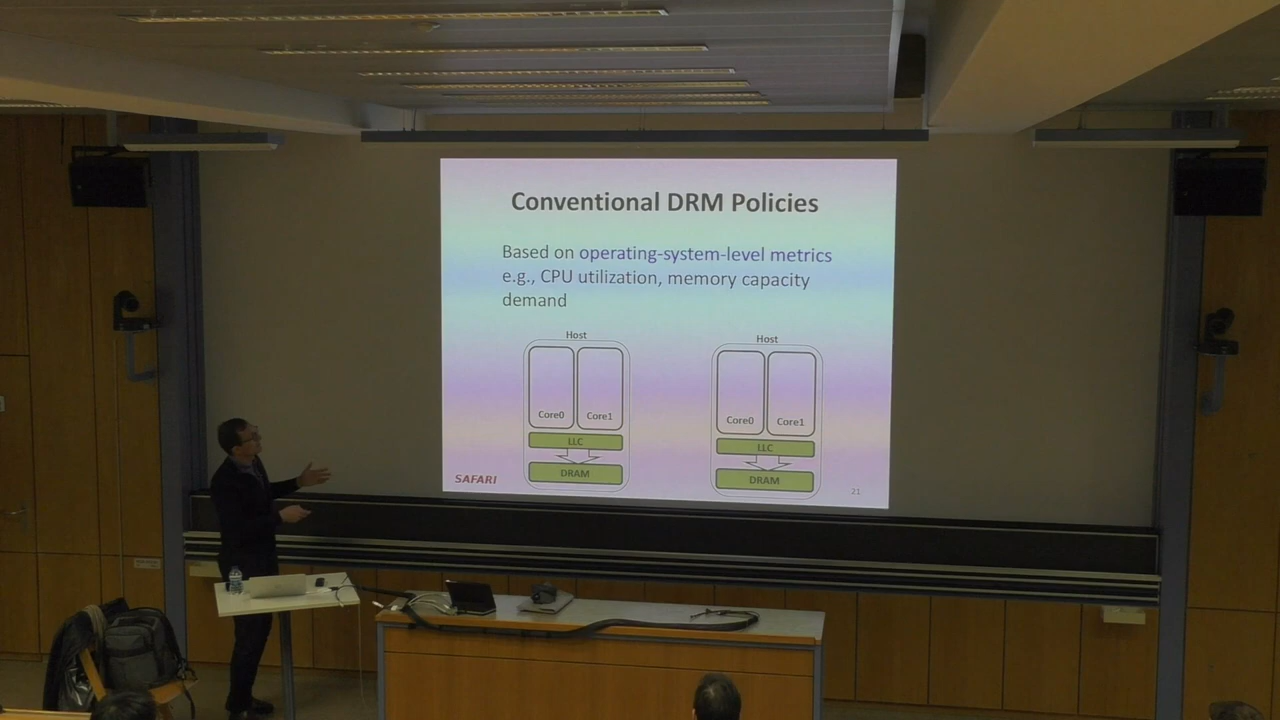 Conventional DRM Policies
Based on operating-system-level metrics
e.g., CPU utilization, memory capacity
demand
Host
Core0 Core1
LLC
DRAM
Host
Core0 Core1
LLC
DRAM
SAFARI
21